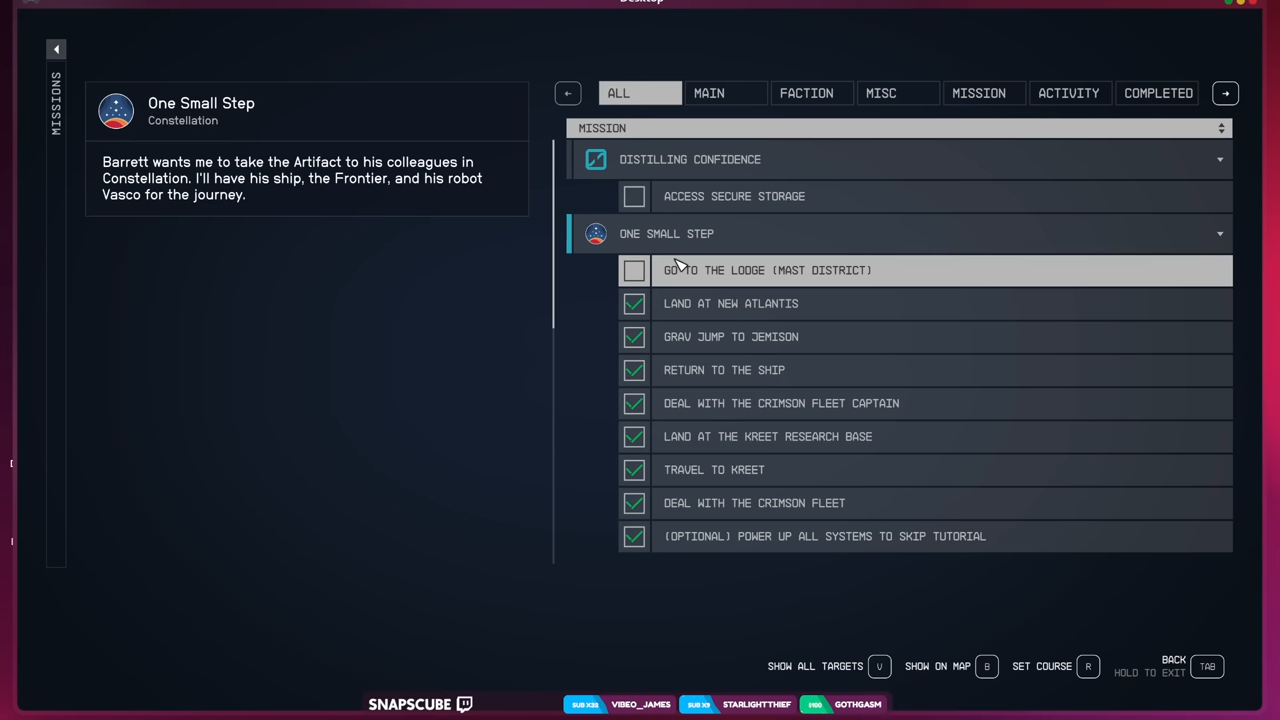 Desktop
MISSIONS
One Small Step
Constellation
Barrett wants me to take the Artifact to his colleagues in
Constellation. I'll have his ship, the Frontier, and his robot
Vasco for the journey.
ALL
MAIN
FACTION
MISC
MISSION
ACTIVITY
COMPLETED
MISSION
DISTILLING CONFIDENCE
ACCESS SECURE STORAGE
ONE SMALL STEP
GO TO THE LODGE (MAST DISTRICT)
LAND AT NEW ATLANTIS
GRAV JUMP TO JEMISON
RETURN TO THE SHIP
DEAL WITH THE CRIMSON FLEET CAPTAIN
LAND AT THE KREET RESEARCH BASE
TRAVEL TO KREET
DEAL WITH THE CRIMSON FLEET
(OPTIONAL) POWER UP ALL SYSTEMS TO SKIP TUTORIAL
SHOW ALL TARGETS V
SHOW ON MAP B
SET COURSE R
BACK
HOLD TO EXIT
TAB
SNAPSCUBE
VIBEO_JAMES
SUB X9 STARLIGHTTHIEF
GOTHGASM